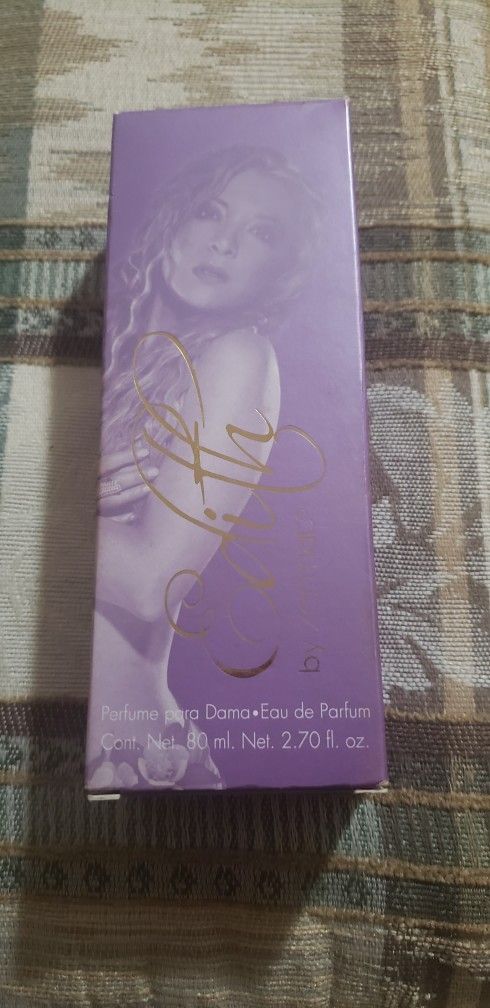 Edith
by
Perfume para Dama•Eau de Parfum
Cont. Net. 80 ml. Net. 2.70 fl. oz.